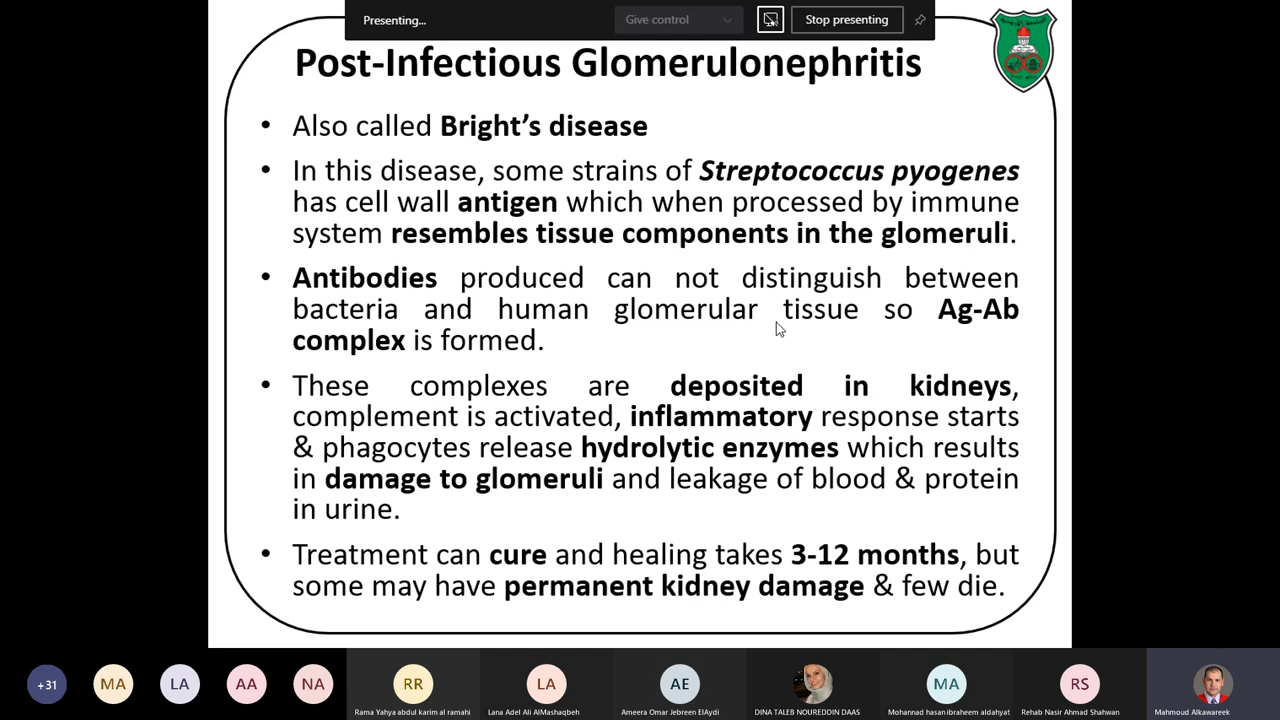 Presenting...
Give control
Stop presenting
Post-Infectious Glomerulonephritis
• Also called Bright's disease
• In this disease, some strains of Streptococcus pyogenes
has cell wall antigen which when processed by immune
system resembles tissue components in the glomeruli.
• Antibodies produced can not distinguish between
bacteria and human glomerular tissue so Ag-Ab
complex is formed.
• These complexes are deposited in kidneys,
complement is activated, inflammatory response starts
& phagocytes release hydrolytic enzymes which results
in damage to glomeruli and leakage of blood & protein
in urine.
• Treatment can cure and healing takes 3-12 months, but
some may have permanent kidney damage & few die.
+31
MA
LA
AA
NA
RR
LA
AE
MA
RS
Rama Yahya abdul karim al ramahi
Lana Adel Ali AlMashaqbeh
Ameera Omar Jebreen ElAydi
DINA TALEB NOUREDDIN DAAS
Mohannad hasan ibraheem aldahyat
Rehab Nasir Ahmad Shahwan
Mahmoud Alkawareek